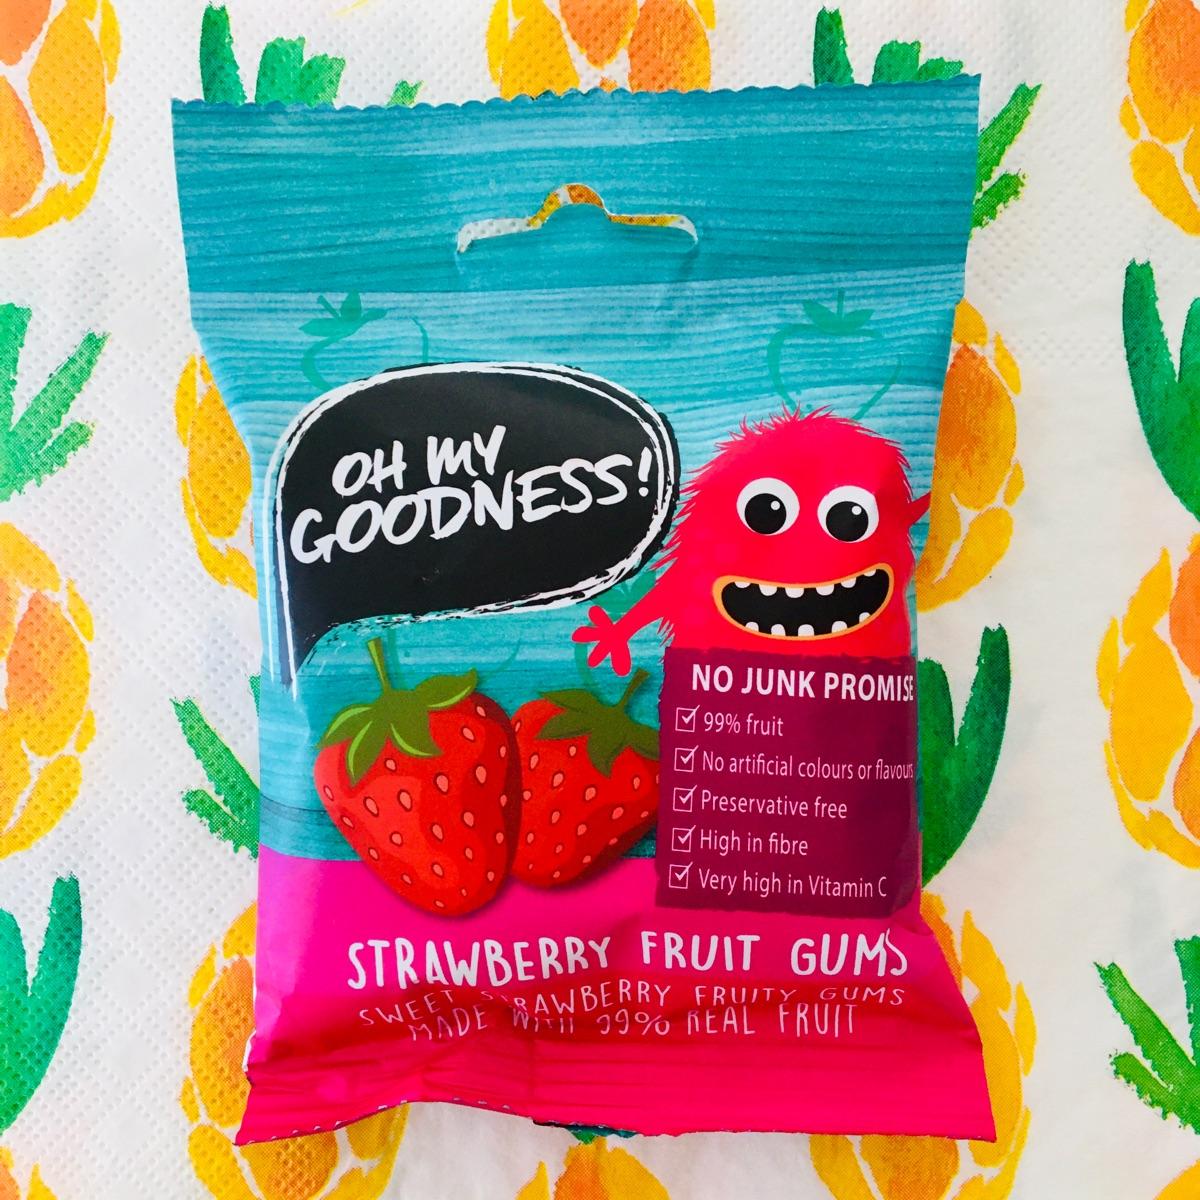 OH MY
GOODNESS!
NO JUNK PROMISE
99% fruit
No artificial colours or flavours
Preservative free
High in fibre
Very high in Vitamin C
STRAWBERRY FRUIT GUMS
SWEET STRAWBERRY FRUITY GUMS
MADE WITH 99% REAL FRUIT